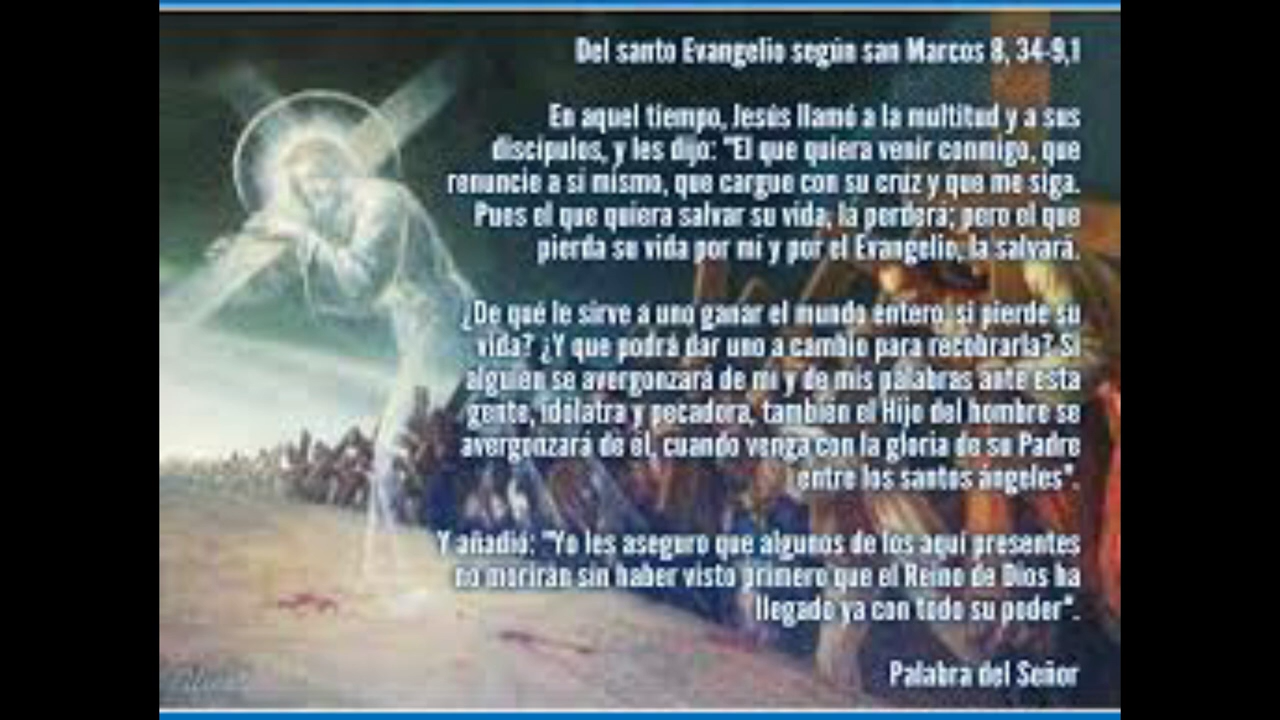 Del santo Evangelio según san Marcos 8, 34-9,1
En aquel tiempo, Jesús llamó a la multitud y a sus
discípulos, y les dijo: "El que quiera venir conmigo, que
renuncie a sí mismo, que cargue con su cruz y que me siga.
Pues el que quiera salvar su vida, la perderá; pero el que
pierda su vida por mí y por el Evangelio, la salvará.
¿De qué le sirve a uno ganar el mundo entero, si pierde su
vida? ¿Y que podrá dar uno a cambio para recobrarla? Si
alguien se avergonzará de mí y de mis palabras ante esta
gente, idólatra y pecadora, también el Hijo del hombre se
avergonzará de él, cuando venga con la gloria de su Padre
entre los santos ángeles".
Y añadió: "Yo les aseguro que algunos de los aquí presentes
no morirán sin haber visto primero que el Reino de Dios ha
llegado ya con todo su poder".
Palabra del Señor